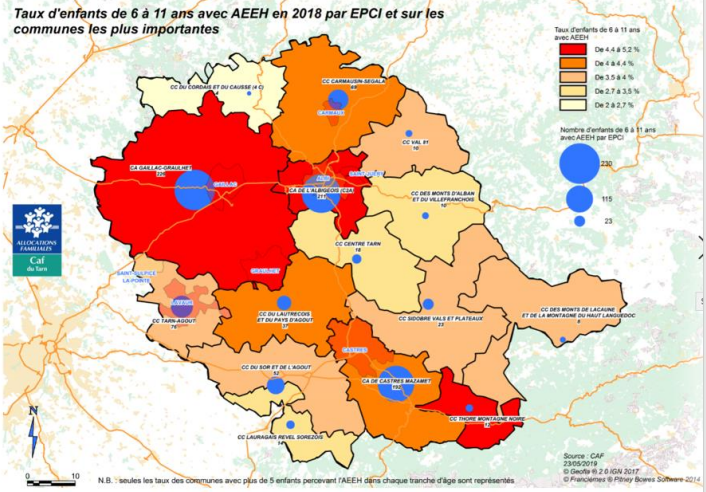 Taux d'enfants de 6 à 11 ans avec AEEH en 2018 par EPCI et sur les
communes les plus importantes
Taux d'enfants de 6 à 11 ans
avec AEEH
De 4,4 à 5,2 %
De 4 à 4,4 %
De 3,5 à 4 %
De 2,7 à 3,5 %
De 2 à 2,7 %
Nombre d'enfants de 6 à 11 ans
avec AEEH par EPCI
230
115
23
CC DU CORDAIS ET DU CAUSSE (4 C)
CC CARMAUSIN-SEGALA
69
CARMAUX
CC VAL 81
10
CA GAILLAC-GRAULHET
GAILLAC
ALBI
SAINT-JUERY
CA DE L'ALBIGEOIS (C2A)
CC DES MONTS D'ALBAN
ET DU VILLEFRANCHOIS
10
CC CENTRE TARN
18
ALLOCATIONS
FAMILIALES
Caf
du Tarn
SAINT-SULPICE
LA-POINTE
GRAULHET
LAVAUR
CC TARN-AGOUT
76
CC DU LAUTRECOIS
ET DU PAYS D'AGOUT
CC SIDOBRE VALS ET PLATEAUX
23
CC DES MONTS DE LACAUNE
ET DE LA MONTAGNE DU HAUT LANGUEDOC
CASTRES
CC DU SOR ET DE L'AGOUT
52
CA DE CASTRES MAZAMET
192
CC THORE MONTAGNE NOIRE
CC LAURAGAIS REVEL SOREZOIS
N
0
10
Source : CAF
23/05/2019
© Geofla ® 2.0 IGN 2017
© Francièmes ® Pitney Bowes Software 2014
N.B. : seules les taux des communes avec plus de 5 enfants percevant l'AEEH dans chaque tranche d'âge sont représentés